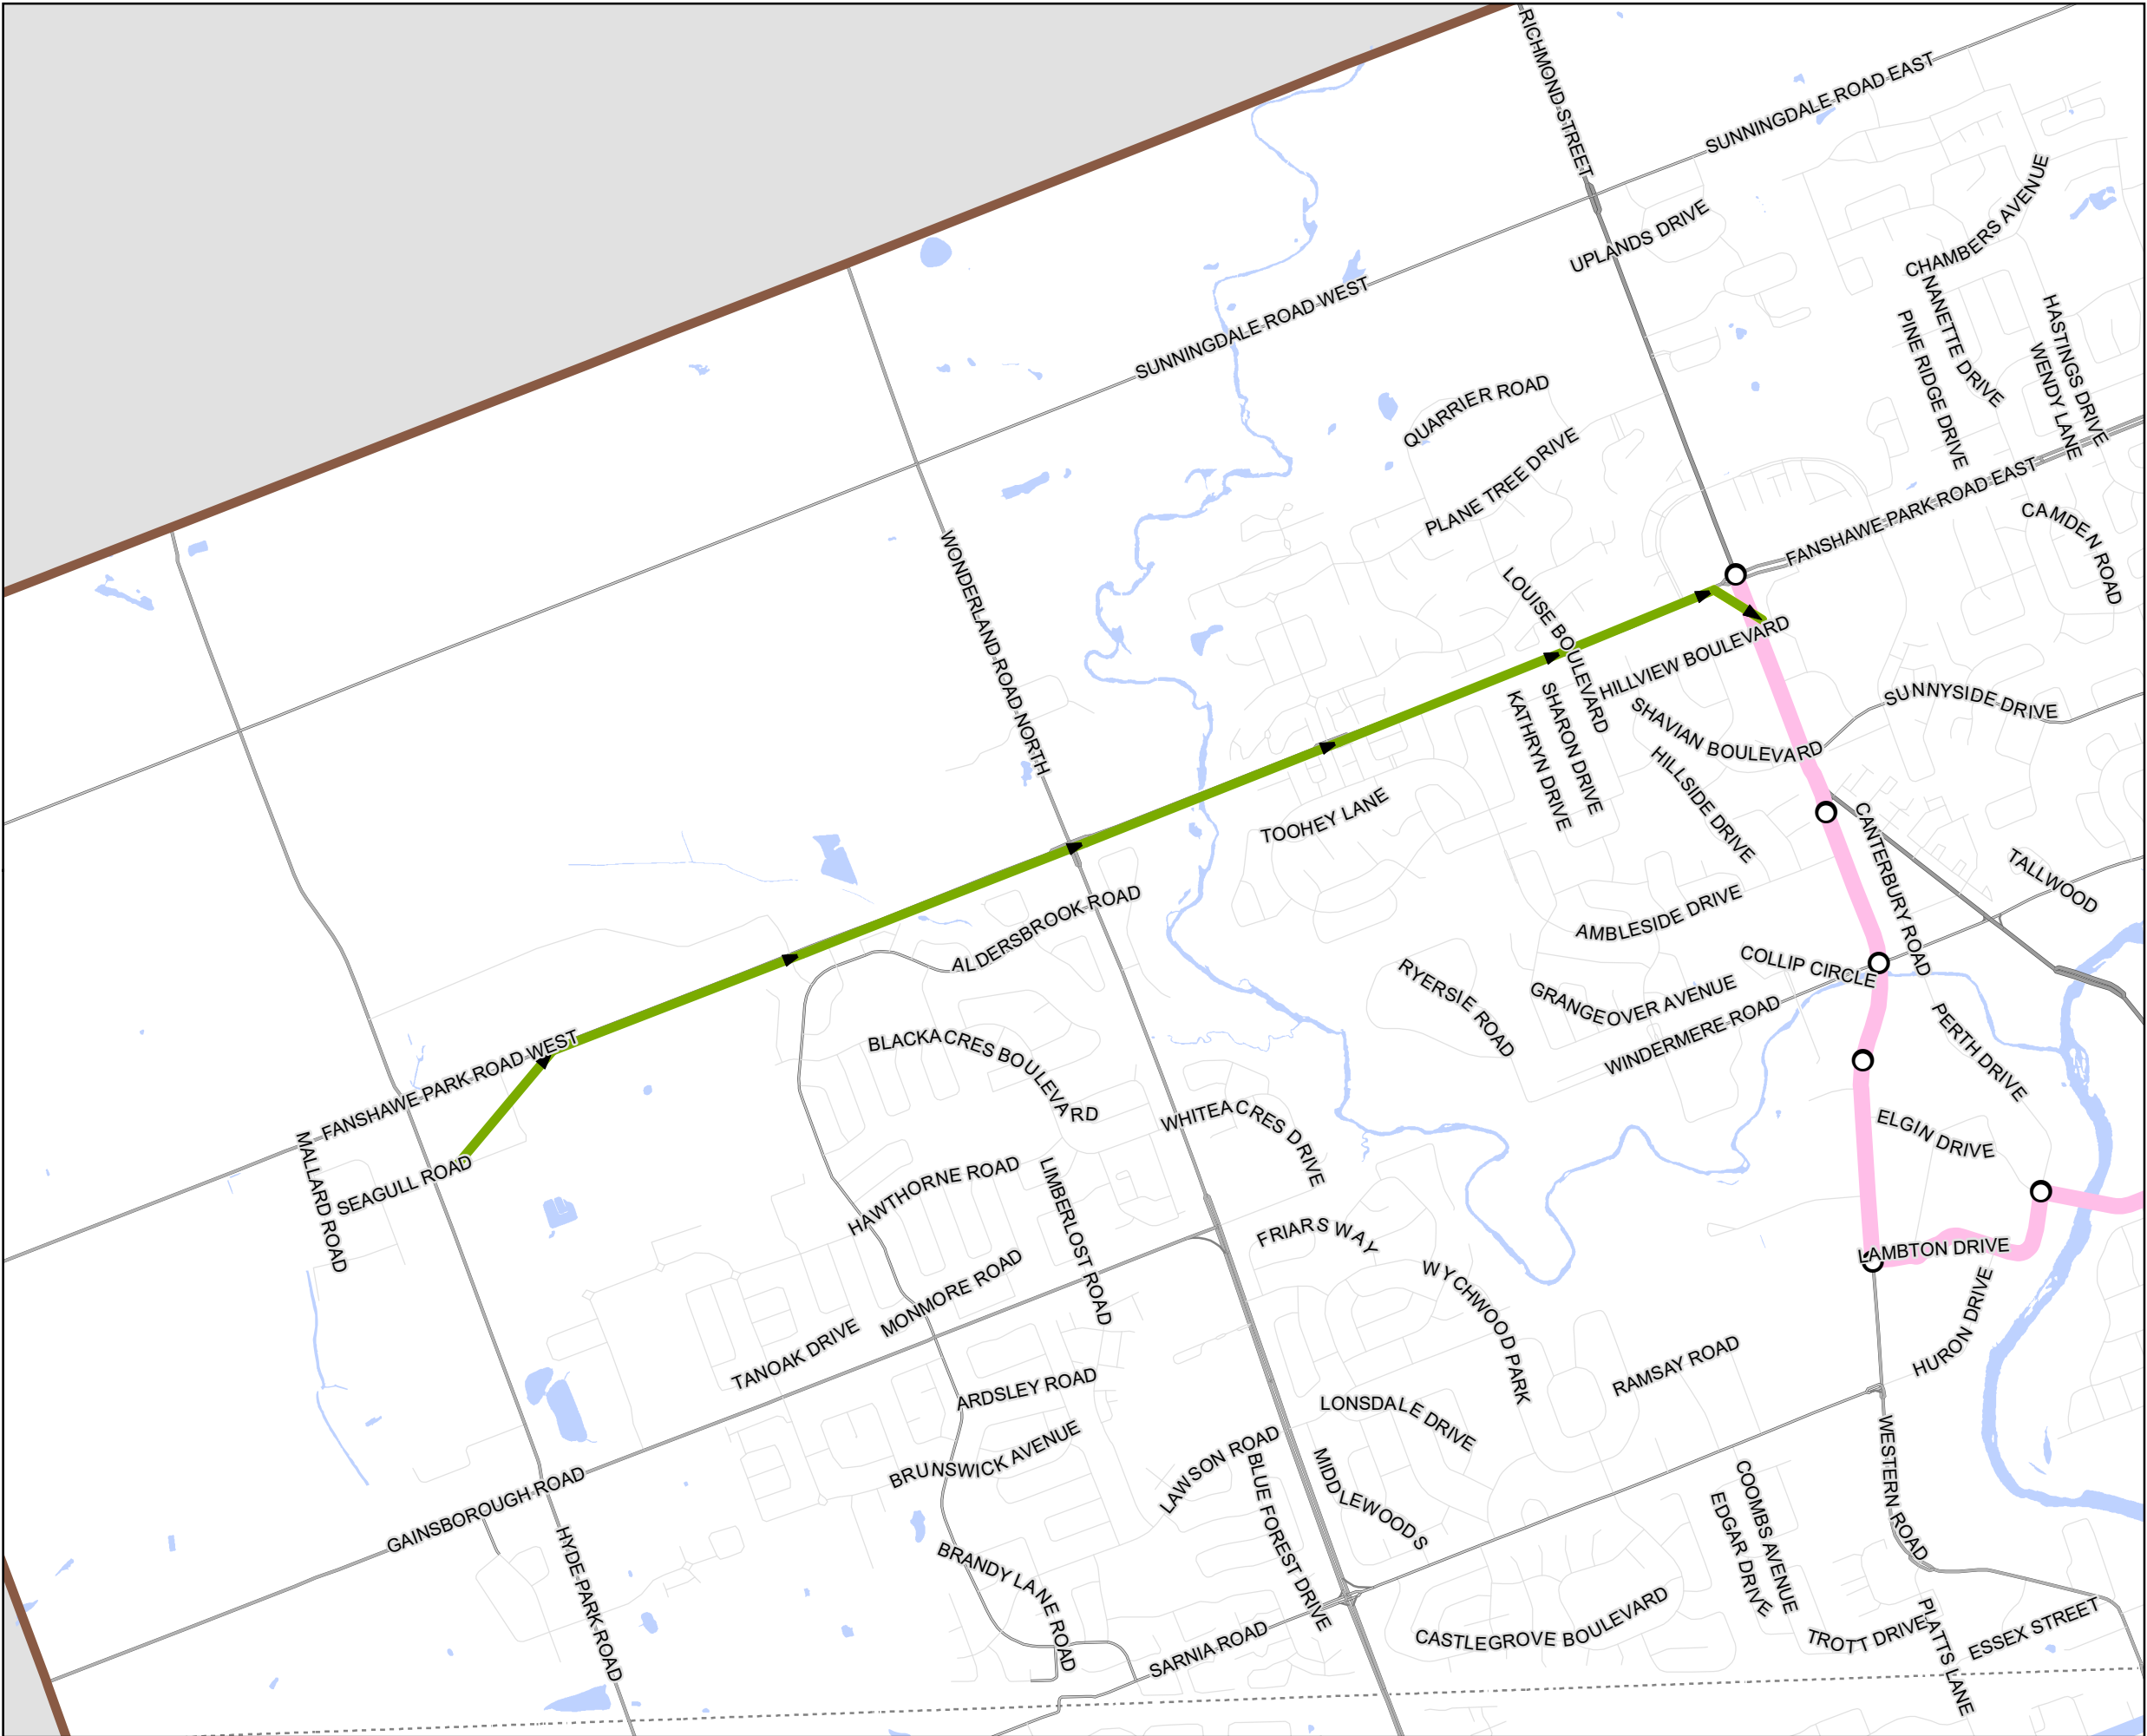 RICHMOND STREET
SUNNINGDALE ROAD EAST
UPLANDS DRIVE
CHAMBERS AVENUE
NANETTE DRIVE
PINE RIDGE DRIVE
HASTINGS DRIVE
WENDY LANE
SUNNINGDALE ROAD WEST
QUARRIER ROAD
PLANE TREE DRIVE
FANSHAWE PARK ROAD EAST
CAMDEN ROAD
WONDERLAND ROAD NORTH
LOUISE BOULEVARD
HILLVIEW BOULEVARD
KATHRYN DRIVE
SHARON DRIVE
SHAVIAN BOULEVARD
SUNNYSIDE DRIVE
HILLSIDE DRIVE
TOOHEY LANE
CANTERBURY ROAD
TALLWOOD
ALDERSBROOK ROAD
AMBLESIDE DRIVE
COLLIP CIRCLE
RYERSIE ROAD
GRANGEOVER AVENUE
WINDERMERE ROAD
PERTH DRIVE
FANSHAWE PARK ROAD WEST
BLACKACRES BOULEVARD
WHITEACRES DRIVE
ELGIN DRIVE
MALLARD ROAD
SEAGULL ROAD
HAWTHORNE ROAD
LIMBERLOST ROAD
FRIARS WAY
LAMBTON DRIVE
MONMORE ROAD
WYCHWOOD PARK
HURON DRIVE
TANOAK DRIVE
RAMSAY ROAD
ARDSLEY ROAD
LONSDALE DRIVE
BRUNSWICK AVENUE
LAWSON ROAD
BLUE FOREST DRIVE
MIDDLEWOODS
WESTERN ROAD
COOMBS AVENUE
EDGAR DRIVE
GAINSBOROUGH ROAD
HYDE PARK ROAD
BRANDY LANE ROAD
SARNIA ROAD
CASTLEGROVE BOULEVARD
TROTT DRIVE
PLATTS LANE
ESSEX STREET